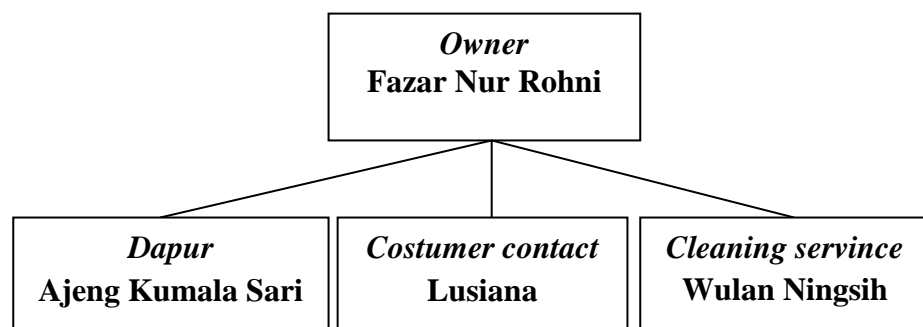 Owner
Fazar Nur Rohni
Dapur
Ajeng Kumala Sari
Costumer contact
Lusiana
Cleaning servince
Wulan Ningsih